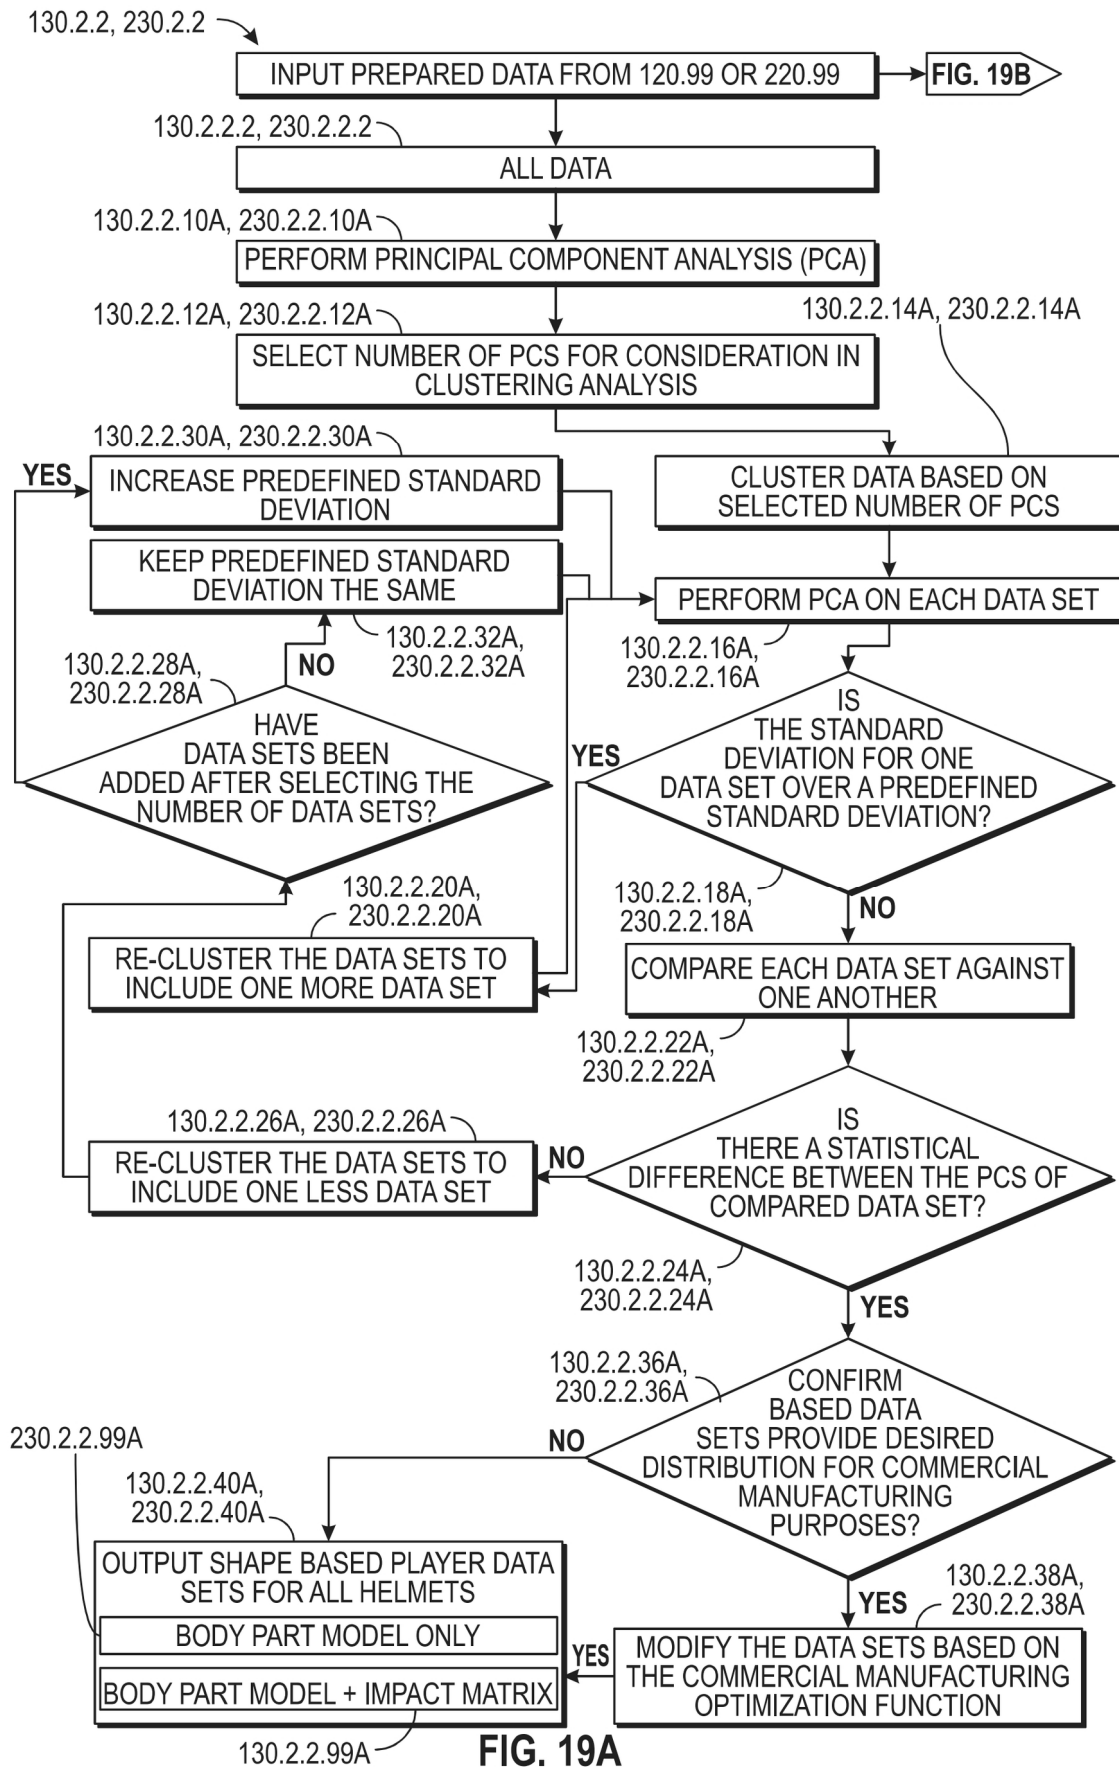 130.2.2, 230.2.2
INPUT PREPARED DATA FROM 120.99 OR 220.99
FIG. 19B
130.2.2.2, 230.2.2.2
ALL DATA
130.2.2.10A, 230.2.2.10A
PERFORM PRINCIPAL COMPONENT ANALYSIS (PCA)
130.2.2.12A, 230.2.2.12A
130.2.2.14A, 230.2.2.14A
SELECT NUMBER OF PCS FOR CONSIDERATION IN
CLUSTERING ANALYSIS
130.2.2.30A, 230.2.2.30A
YES
INCREASE PREDEFINED STANDARD
DEVIATION
CLUSTER DATA BASED ON
SELECTED NUMBER OF PCS
KEEP PREDEFINED STANDARD
DEVIATION THE SAME
PERFORM PCA ON EACH DATA SET
130.2.2.32A,
230.2.2.32A
130.2.2.16A,
230.2.2.16A
NO
130.2.2.28A,
230.2.2.28A
HAVE
DATA SETS BEEN
ADDED AFTER SELECTING THE
NUMBER OF DATA SETS?
YES
IS
THE STANDARD
DEVIATION FOR ONE
DATA SET OVER A PREDEFINED
STANDARD DEVIATION?
130.2.2.20A,
230.2.2.20A
130.2.2.18A,
230.2.2.18A
NO
RE-CLUSTER THE DATA SETS TO
INCLUDE ONE MORE DATA SET
COMPARE EACH DATA SET AGAINST
ONE ANOTHER
130.2.2.22A,
230.2.2.22A
130.2.2.26A, 230.2.2.26A
RE-CLUSTER THE DATA SETS TO
INCLUDE ONE LESS DATA SET
NO
IS
THERE A STATISTICAL
DIFFERENCE BETWEEN THE PCS OF
COMPARED DATA SET?
130.2.2.24A,
230.2.2.24A
YES
130.2.2.36A,
230.2.2.36A
CONFIRM
BASED DATA
SETS PROVIDE DESIRED
DISTRIBUTION FOR COMMERCIAL
MANUFACTURING
PURPOSES?
NO
230.2.2.99A
130.2.2.40A,
230.2.2.40A
OUTPUT SHAPE BASED PLAYER DATA
SETS FOR ALL HELMETS
BODY PART MODEL ONLY
BODY PART MODEL + IMPACT MATRIX
130.2.2.99A
YES
130.2.2.38A,
230.2.2.38A
YES
MODIFY THE DATA SETS BASED ON
THE COMMERCIAL MANUFACTURING
OPTIMIZATION FUNCTION
FIG. 19A